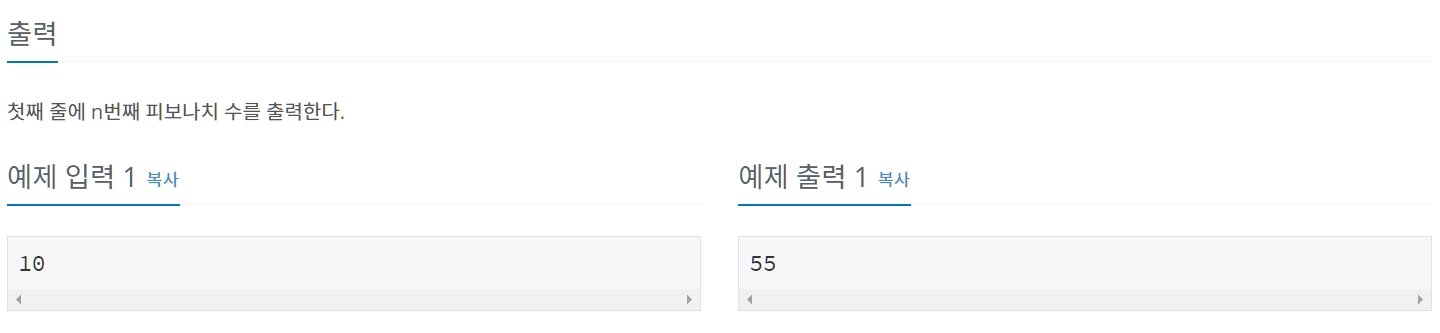 출력
첫째 줄에 n번째 피보나치 수를 출력한다.
예제 입력 1 복사
예제 출력 1 복사
10
55